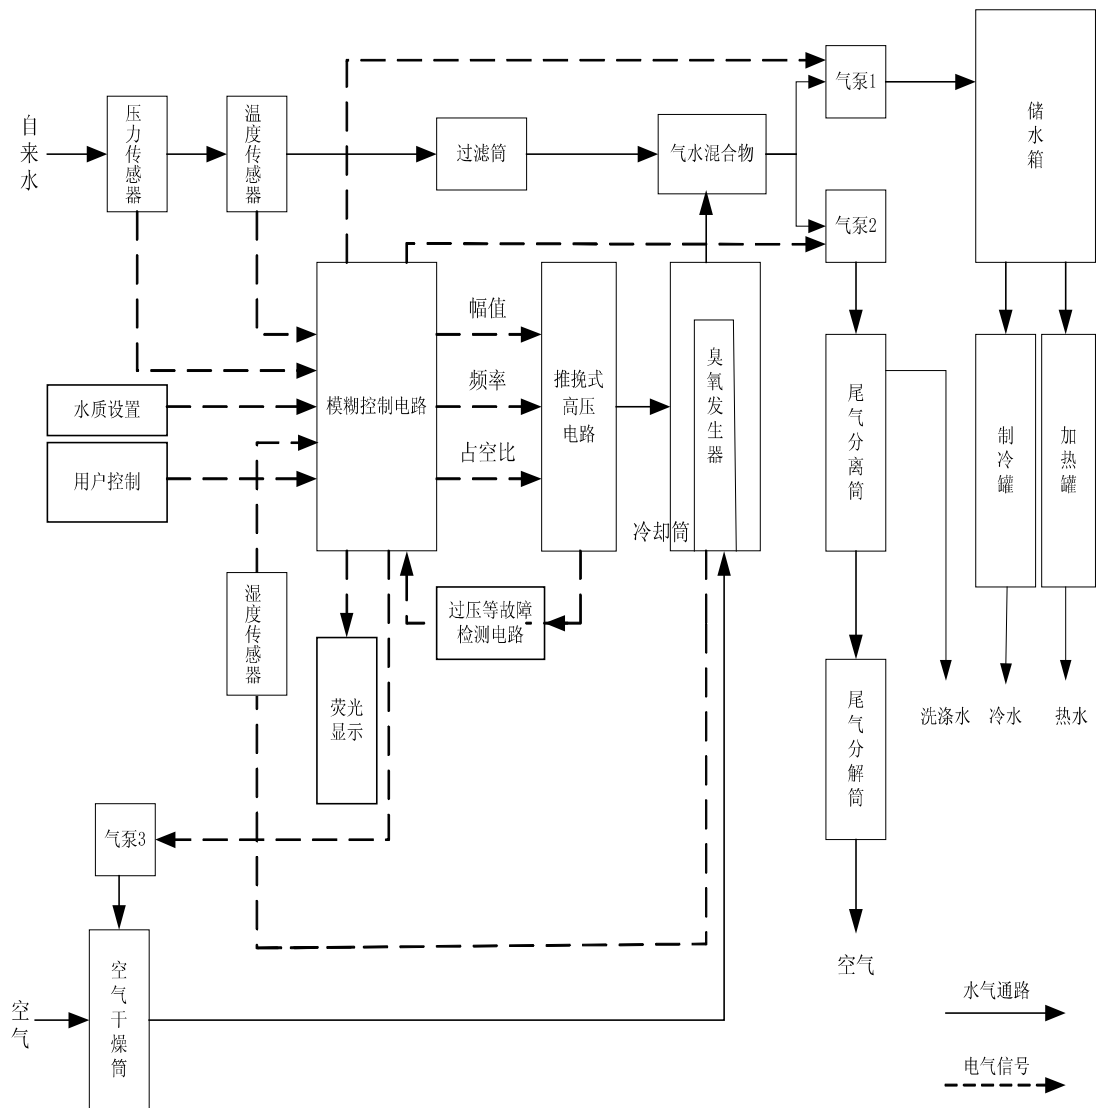 自来水
压力传感器
温度传感器
过滤筒
气水混合物
气泵1
储水箱
气泵2
幅值
频率
占空比
模糊控制电路
推挽式
高压
电路
臭氧发生器
冷却筒
水质设置
用户控制
湿度传感器
过压等故障
检测电路
荧光
显示
尾气分离筒
制冷罐
加热罐
洗涤水
冷水
热水
尾气分解筒
气泵3
空气
空气干燥筒
空气
水气通路
电气信号